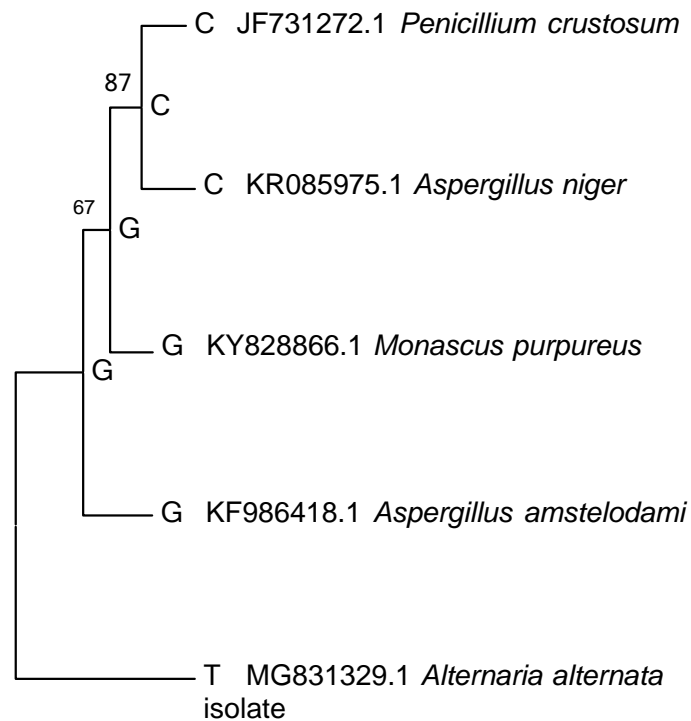 C JF731272.1 Penicillium crustosum
87
C
C KR085975.1 Aspergillus niger
67
G
G KY828866.1 Monascus purpureus
G
G KF986418.1 Aspergillus amstelodami
T MG831329.1 Alternaria alternata
isolate